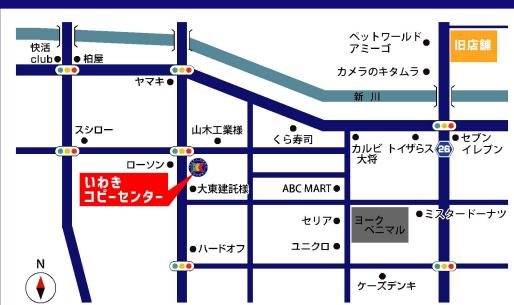 快活
club
柏屋
ペットワールド
アミーゴ
旧店舗
ヤマキ
カメラのキタムラ
新 川
スシロー
山木工業様
くら寿司
カルビ
大将
トイザらス
26
セブン
イレブン
ローソン
いわき
コピーセンター
大東建託様
ABC MART
セリア
ヨーク
ベニマル
ミスタードーナツ
ハードオフ
ユニクロ
N
ケーズデンキ